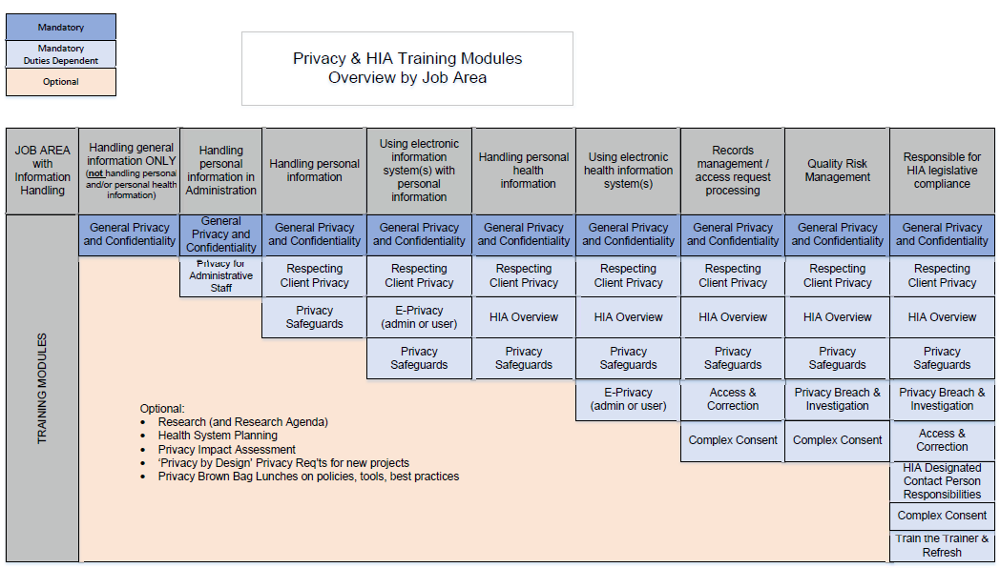 Mandatory
Mandatory
Duties Dependent
Optional
Privacy & HIA Training Modules
Overview by Job Area
JOB AREA
with
Information
Handling
Handling general
information ONLY
(not handling personal
and/or personal health
information)
Handling
personal
information in
Administration
Handling personal
information
Using electronic
information
system(s) with
personal
information
Handling personal
health
information
Using electronic
health information
system(s)
Records
management /
access request
processing
Quality Risk
Management
Responsible for
HIA legislative
compliance
TRAINING MODULES
General Privacy
and Confidentiality
General
Privacy and
Confidentiality
General Privacy
and Confidentiality
General Privacy
and Confidentiality
General Privacy
and Confidentiality
General Privacy
and Confidentiality
General Privacy
and Confidentiality
General Privacy
and Confidentiality
General Privacy
and Confidentiality
Privacy for
Administrative
Staff
Respecting
Client Privacy
Respecting
Client Privacy
Respecting
Client Privacy
Respecting
Client Privacy
Respecting
Client Privacy
Respecting
Client Privacy
Respecting
Client Privacy
Privacy
Safeguards
E-Privacy
(admin or user)
HIA Overview
HIA Overview
HIA Overview
HIA Overview
HIA Overview
Privacy
Safeguards
Privacy
Safeguards
Privacy
Safeguards
Privacy
Safeguards
Privacy
Safeguards
Privacy
Safeguards
E-Privacy
(admin or user)
Access &
Correction
Privacy Breach &
Investigation
Privacy Breach &
Investigation
Complex Consent
Complex Consent
Access &
Correction
HIA Designated
Contact Person
Responsibilities
Complex Consent
Train the Trainer &
Refresh
Optional:
• Research (and Research Agenda)
• Health System Planning
• Privacy Impact Assessment
• 'Privacy by Design' Privacy Req'ts for new projects
• Privacy Brown Bag Lunches on policies, tools, best practices